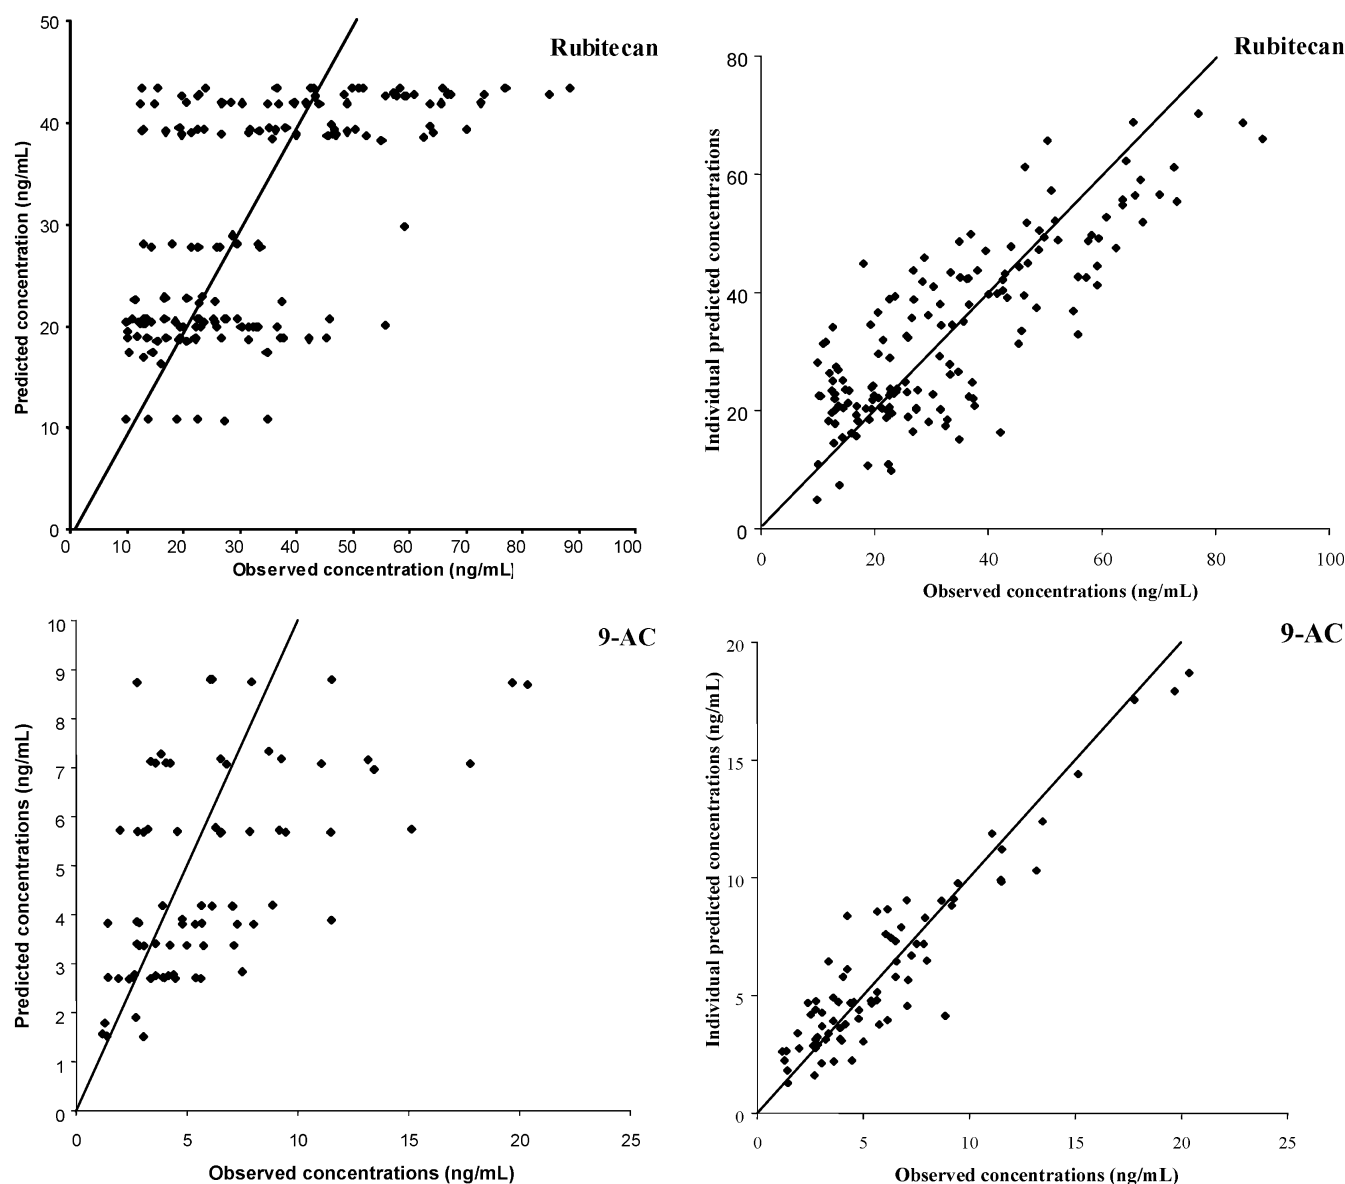 Rubitecan
Predicted concentration (ng/mL)
50
40
30
20
10
0
0 10 20 30 40 50 60 70 80 90 100
Observed concentration (ng/mL]
Rubitecan
Individual predicted concentrations
80
60
40
20
0
0 20 40 60 80 100
Observed concentrations (ng/mL)
9-AC
Predicted concentrations (ng/mL)
10
9
8
7
6
5
4
3
2
1
0
0 5 10 15 20 25
Observed concentrations (ng/mL)
9-AC
Individual predicted concentrations (ng/mL)
20
15
10
5
0
0 5 10 15 20 25
Observed concentrations (ng/mL)